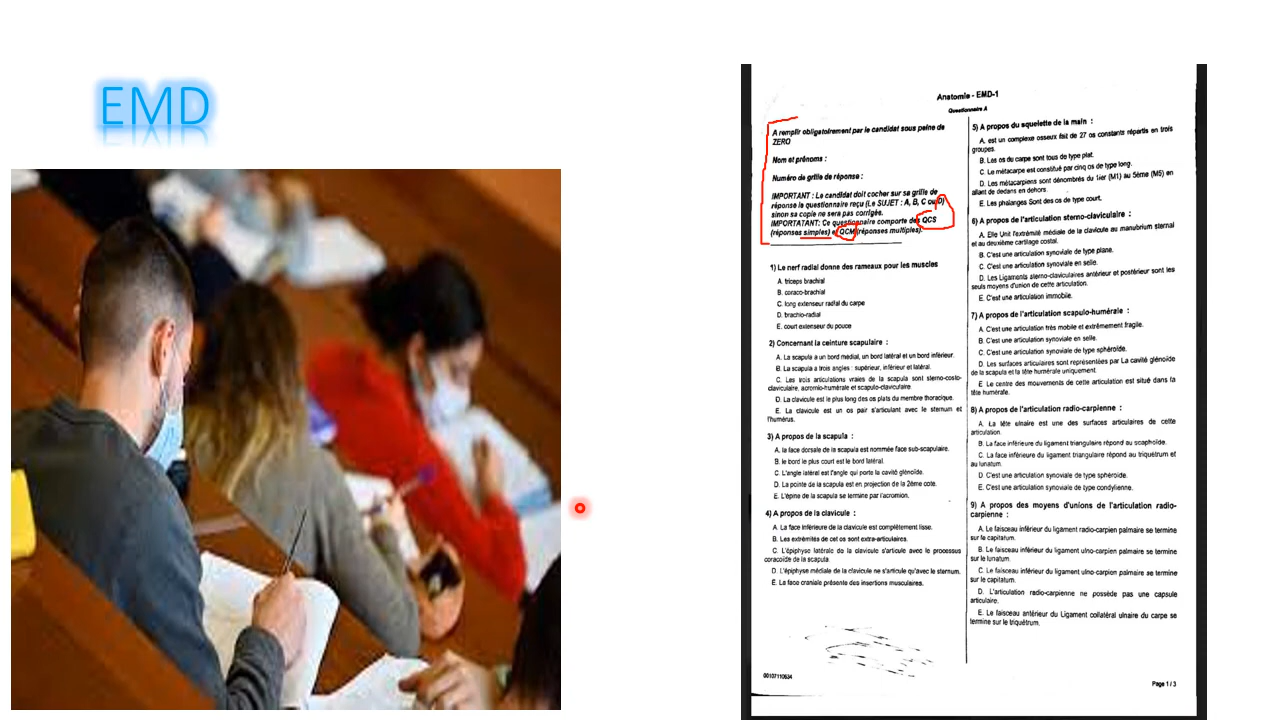 EMD
Anatomie - EMD-1
Questionnaire A
A remplir obligatoirement par le candidat sous peine de
ZERO
Nom et prénoms :
Numéro de grille de réponse :
IMPORTANT : Le candidat doit cocher sur sa grille de
réponse le questionnaire reçu (Le SUJET : A, B, C ou D)
sinon sa copie ne sera pas corrigée.
IMPORTATANT: Ce questionnaire comporte des QCS
(réponses simples) et QCM (réponses multiples).
1) Le nerf radial donne des rameaux pour les muscles
A. triceps brachial
B. coraco-brachial
C. long extenseur radial du carpe
D. brachio-radial
E. court extenseur du pouce
2) Concernant la ceinture scapulaire :
A. La scapula a un bord médial, un bord latéral et un bord inférieur.
B. La scapula a trois angles : supérieur, inférieur et latéral.
C. Les trois articulations vraies de la scapula sont sterno-costo-
claviculaire, acromio-humérale et scapulo-claviculaire.
D. La clavicule est le plus long des os plats du membre thoracique.
E. La clavicule est un os pair s'articulant avec le sternum et
l'humérus.
3) A propos de la scapula :
A. la face dorsale de la scapula est nommée face sub-scapulaire.
B. le bord le plus court est le bord latéral.
C. L'angle latéral est l'angle qui porte la cavité glénoïde.
D. La pointe de la scapula est en projection de la 2ème cote.
E. L'épine de la scapula se termine par l'acromion.
4) A propos de la clavicule :
A. La face inférieure de la clavicule est complètement lisse.
B. Les extrémités de cet os sont extra-articulaires.
C. L'épiphyse latérale de la clavicule s'articule avec le processus
coracoïde de la scapula
D. L'épiphyse médiale de la clavicule ne s'articule qu'avec le sternum.
E. La face craniale présente des insertions musculaires.
00107110634
5) A propos du squelette de la main :
A. est un complexe osseux fait de 27 os constants répartis en trois
groupes.
B. Les os du carpe sont tous de type plat.
C. Le métacarpe est constitué par cinq os de type long.
D. Les métacarpiens sont dénombrés du 1ier (M1) au 5ème (M5) en
allant de dedans en dehors.
E. Les phalanges Sont des os de type court.
6) A propos de l'articulation sterno-claviculaire :
A. Elle Unit l'extrémité médiale de la clavicule au manubrium sternal
et au deuxième cartilage costal.
B. C'est une articulation synoviale de type plane.
C. C'est une articulation synoviale en selle.
D. Les Ligaments sterno-claviculaires antérieur et postérieur sont les
seuls moyens d'union de cette articulation.
E. C'est une articulation immobile.
7) A propos de l'articulation scapulo-humérale :
A. C'est une articulation très mobile et extrêmement fragile.
B. C'est une articulation synoviale en selle.
C. C'est une articulation synoviale de type sphéroïde.
D. Les surfaces articulaires sont représentées par La cavité glénoïde
de la scapula et la tête humérale uniquement.
E. Le centre des mouvements de cette articulation est situé dans la
tête humérale.
8) A propos de l'articulation radio-carpienne :
A. La tête ulnaire est une des surfaces articulaires de cette
articulation.
B. La face inférieure du ligament triangulaire répond au scaphoïde.
C. La face inférieure du ligament triangulaire répond au triquétrum et
au lunatum.
D. C'est une articulation synoviale de type sphéroïde.
E. C'est une articulation synoviale de type condylienne.
9) A propos des moyens d'unions de l'articulation radio-
carpienne :
A. Le faisceau inférieur du ligament radio-carpien palmaire se termine
sur le capitatum.
B. Le faisceau inférieur du ligament ulno-carpien palmaire se termine
sur le lunatum.
C. Le faisceau inférieur du ligament ulno-carpien palmaire se termine
sur le capitatum.
D. L'articulation radio-carpienne ne possède pas une capsule
articulaire.
E. Le faisceau antérieur du Ligament collatéral ulnaire du carpe se
termine sur le triquétrum.
Page 1 / 3